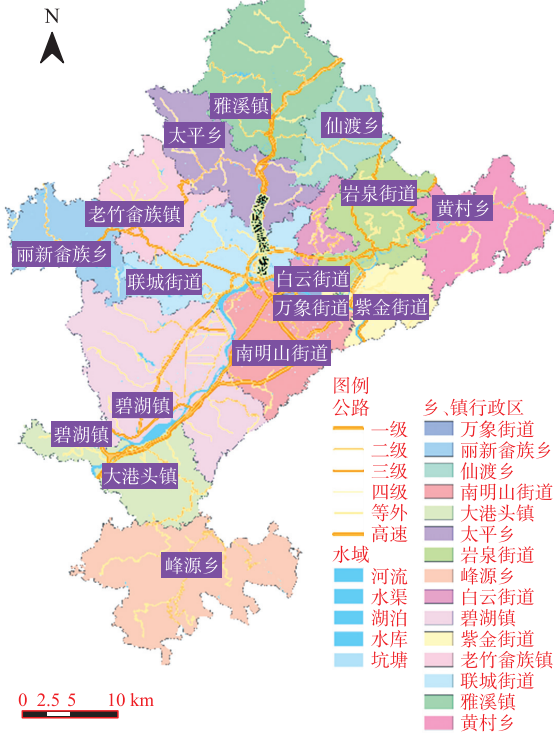 N
雅溪镇
仙渡乡
太平乡
岩泉街道
老竹畲族镇
黄村乡
丽新畲族乡
联城街道
白云街道
万象街道
紫金街道
南明山街道
碧湖镇
碧湖镇
大港头镇
峰源乡
图例
公路
一级
二级
三级
四级
等外
高速
水域
河流
水渠
湖泊
水库
坑塘
乡、镇行政区
万象街道
丽新畲族乡
仙渡乡
南明山街道
大港头镇
太平乡
岩泉街道
峰源乡
白云街道
碧湖镇
紫金街道
老竹畲族镇
联城街道
雅溪镇
黄村乡
0 2.5 5 10 km